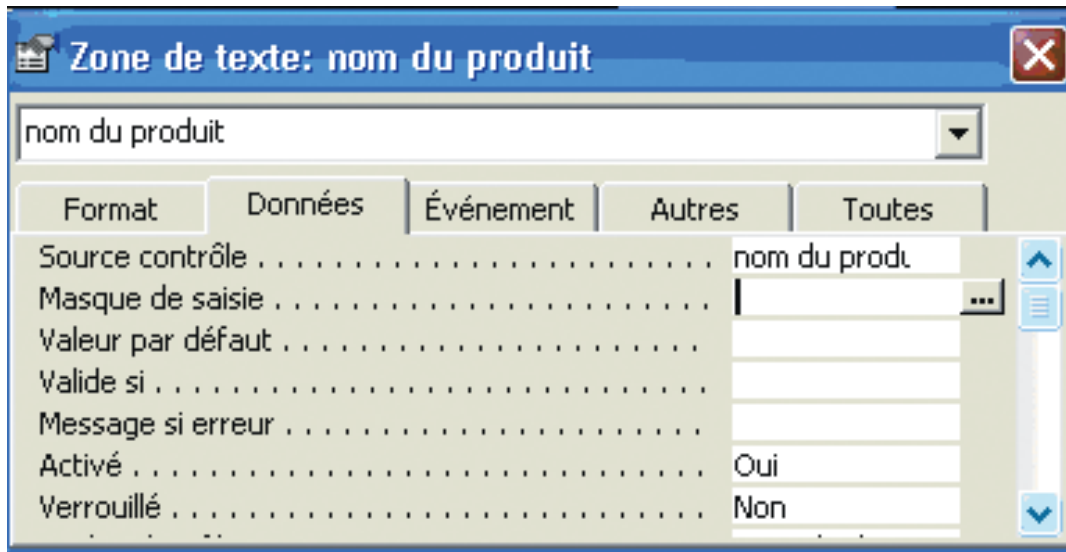 Zone de texte: nom du produit
nom du produit
Format Données Événement Autres Toutes
Source contrôle . . . . . . . . . . . . . . . . . . . . . . . . . nom du produ
Masque de saisie . . . . . . . . . . . . . . . . . . . . . . . . ...
Valeur par défaut . . . . . . . . . . . . . . . . . . . . . . .
Valide si . . . . . . . . . . . . . . . . . . . . . . . . . . . . .
Message si erreur . . . . . . . . . . . . . . . . . . . . . . .
Activé . . . . . . . . . . . . . . . . . . . . . . . . . . . . . . Oui
Verrouillé . . . . . . . . . . . . . . . . . . . . . . . . . . . . Non